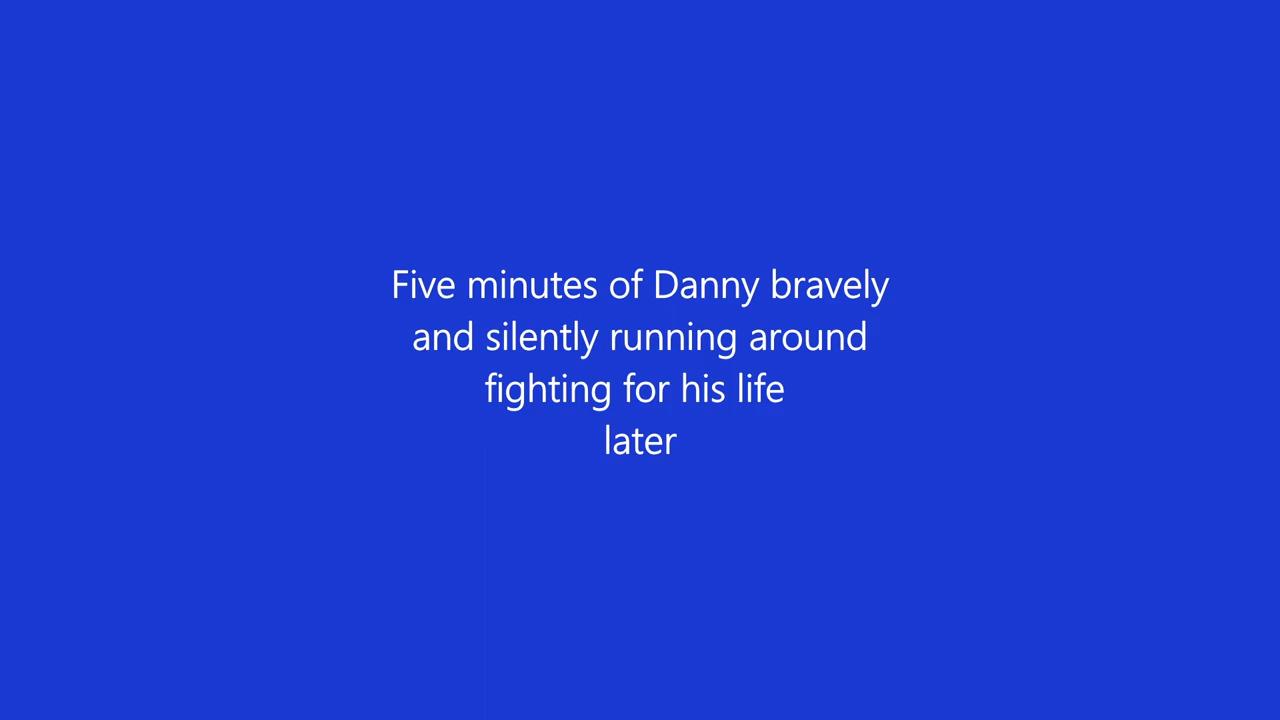 Five minutes of Danny bravely
and silently running around
fighting for his life
later